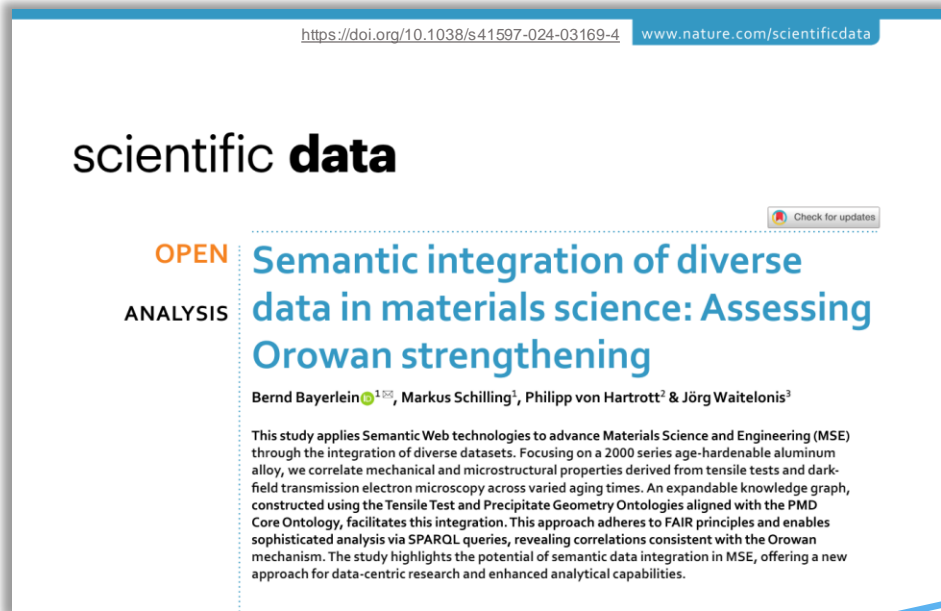 https://doi.org/10.1038/s41597-024-03169-4 www.nature.com/scientificdata
scientific data
Check for updates
OPEN
ANALYSIS
Semantic integration of diverse
data in materials science: Assessing
Orowan strengthening
Bernd Bayerlein 1✉, Markus Schilling1, Philipp von Hartrott2 & Jörg Waitelonis3
This study applies Semantic Web technologies to advance Materials Science and Engineering (MSE)
through the integration of diverse datasets. Focusing on a 2000 series age-hardenable aluminum
alloy, we correlate mechanical and microstructural properties derived from tensile tests and dark-
field transmission electron microscopy across varied aging times. An expandable knowledge graph,
constructed using the Tensile Test and Precipitate Geometry Ontologies aligned with the PMD
Core Ontology, facilitates this integration. This approach adheres to FAIR principles and enables
sophisticated analysis via SPARQL queries, revealing correlations consistent with the Orowan
mechanism. The study highlights the potential of semantic data integration in MSE, offering a new
approach for data-centric research and enhanced analytical capabilities.